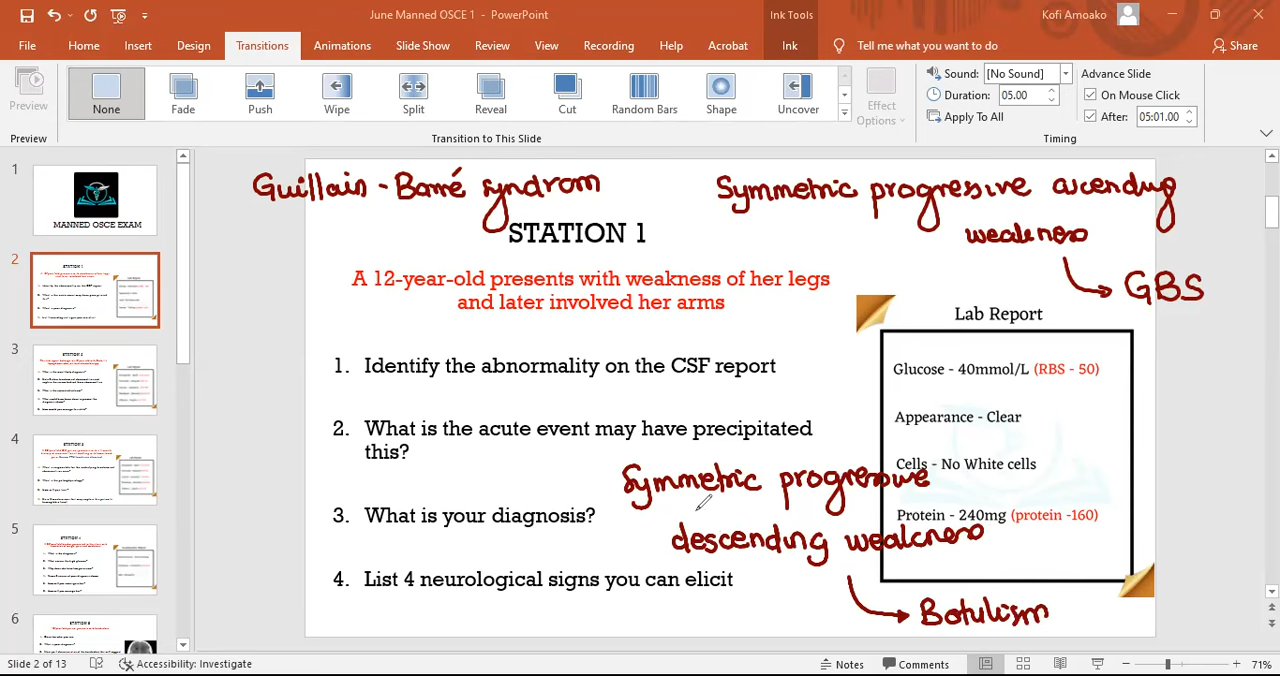 June Manned OSCE 1 - PowerPoint
Ink Tools
Kofi Amoako
File Home Insert Design Transitions Animations Slide Show Review View Recording Help Acrobat Ink Tell me what you want to do Share
Preview
None Fade Push Wipe Split Reveal Cut Random Bars Shape Uncover
Effect Options
Sound: [No Sound]
Duration: 05.00
Apply To All
Advance Slide
On Mouse Click
After: 05:01.00
Preview
Transition to This Slide
Timing
1
MANNED OSCE EXAM
2
STATION 1
3
4
5
6
Guillain - Barré syndrom
Symmetric progressive ascending
weakness
GBS
STATION 1
A 12-year-old presents with weakness of her legs
and later involved her arms
1. Identify the abnormality on the CSF report
2. What is the acute event may have precipitated
this?
3. What is your diagnosis?
4. List 4 neurological signs you can elicit
Lab Report
Glucose - 40mmol/L (RBS - 50)
Appearance - Clear
Cells - No White cells
Protein - 240mg (protein -160)
Symmetric progressive
descending weakness
Botulism
Slide 2 of 13
Accessibility: Investigate
Notes
Comments
71%